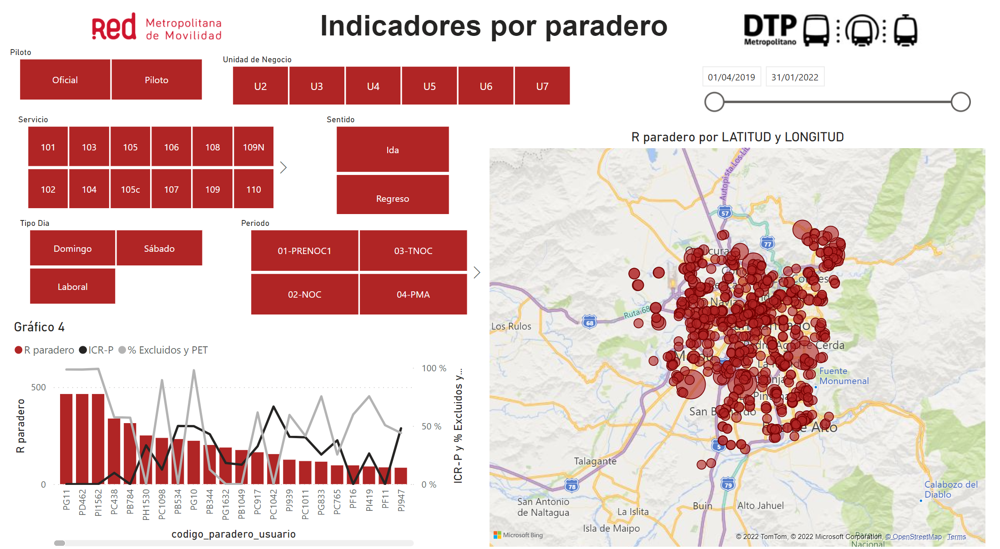 Red Metropolitana
de Movilidad
Indicadores por paradero
DTP
Metropolitano
Piloto
Oficial
Piloto
Unidad de Negocio
U2
U3
U4
U5
U6
U7
01/04/2019
31/01/2022
Servicio
101
103
105
106
108
109N
102
104
105c
107
109
110
Sentido
Ida
Regreso
Tipo Dia
Domingo
Sábado
Laboral
Periodo
01-PRENOC1
03-TNOC
02-NOC
04-PMA
Gráfico 4
R paradero
ICR-P
% Excluidos y PET
R paradero
500
0
100 %
50 %
0 %
ICR-P y % Excluidos y...
PG11
PD462
PI1562
PC438
PB784
PH1530
PC1098
PB534
PG10
PB344
PG1632
PB1049
PC917
PC1042
PJ939
PC1011
PG833
PC765
PF16
PI419
PF11
PJ947
codigo_paradero_usuario
R paradero por LATITUD y LONGITUD
Autopista Los Lib
57
77
Ruta 68
68
Los Rulos
Navia
Cerda
Fuente
Monumenal
San B
Alto
5
Talagante
78
79
San Antonio
de Naltagua
La Islita
Isla de Maipo
Buin
Alto Jahuel
Calabozo del
Diablo
Parque
Nacional
Microsoft Bing
© 2022 TomTom, © 2022 Microsoft Corporation, © OpenStreetMap Terms